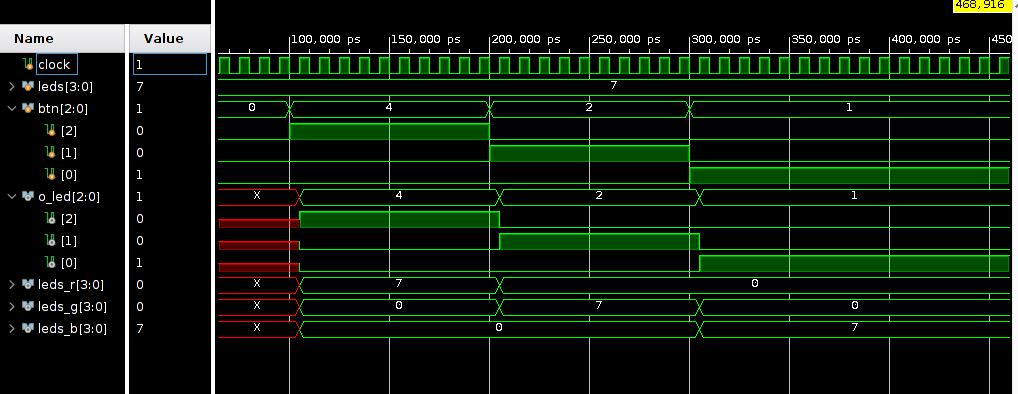 468,916
Name Value 100,000 ps 150,000 ps 200,000 ps 250,000 ps 300,000 ps 350,000 ps 400,000 ps 450
clock 1
leds[3:0] 7 7
btn[2:0] 1 0 4 2 1
[2] 0
[1] 0
[0] 1
o_led[2:0] 1 X 4 2 1
[2] 0
[1] 0
[0] 1
leds_r[3:0] 0 X 7 0
leds_g[3:0] 0 X 0 7 0
leds_b[3:0] 7 X 0 7